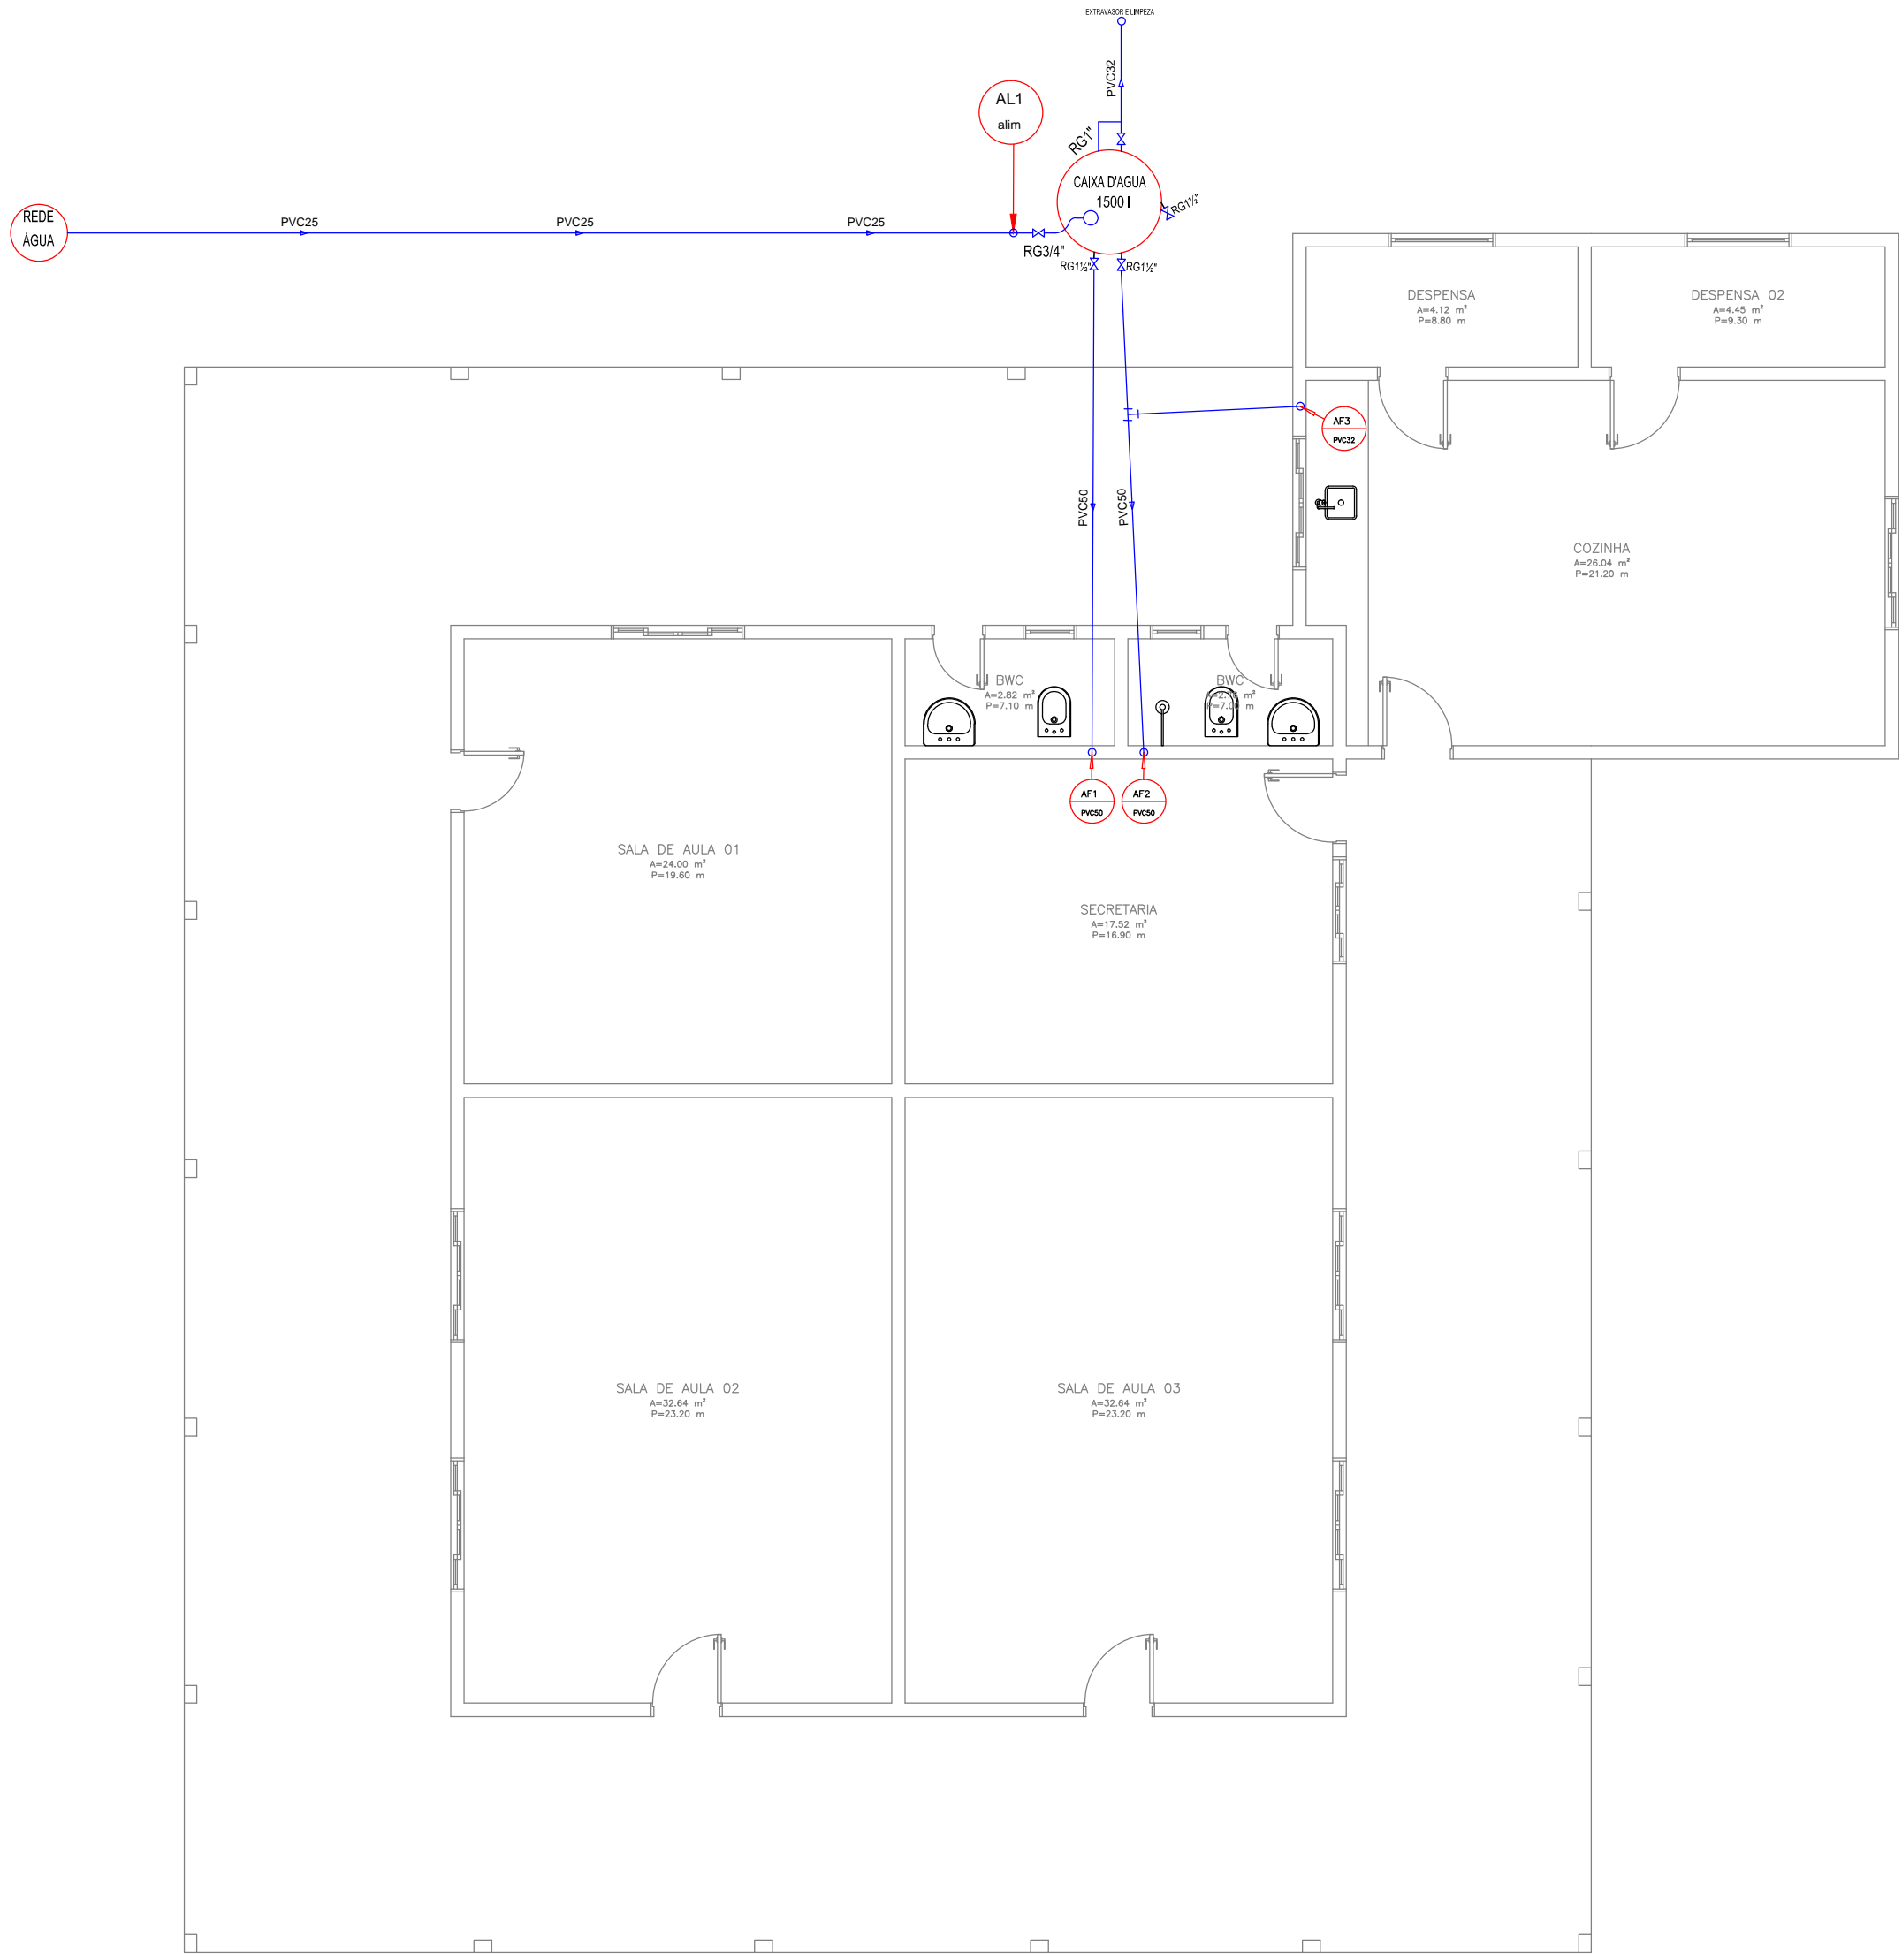 EXTRAVASOR E LIMPEZA
PVC32
AL1
alim
RG1"
CAIXA D'AGUA
1500 l
RG1½"
REDE
ÁGUA
PVC25
PVC25
PVC25
RG3/4"
RG1½"
RG1½"
DESPENSA
A=4.12 m²
P=8.80 m
DESPENSA 02
A=4.45 m²
P=9.30 m
AF3
PVC32
PVC50
PVC50
COZINHA
A=26.04 m²
P=21.20 m
BWC
A=2.82 m²
P=7.10 m
BWC
P=7.00 m
AF1
PVC50
AF2
PVC50
SALA DE AULA 01
A=24.00 m²
P=19.60 m
SECRETARIA
A=17.52 m²
P=16.90 m
SALA DE AULA 02
A=32.64 m²
P=23.20 m
SALA DE AULA 03
A=32.64 m²
P=23.20 m